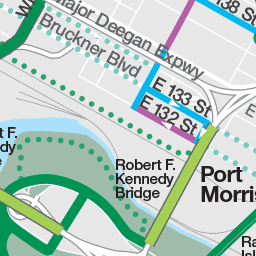 138 St
Major Deegan Expwy
Bruckner Blvd
E 133 St
E 132 St
Robert F.
Kennedy
Bridge
Port
Morris